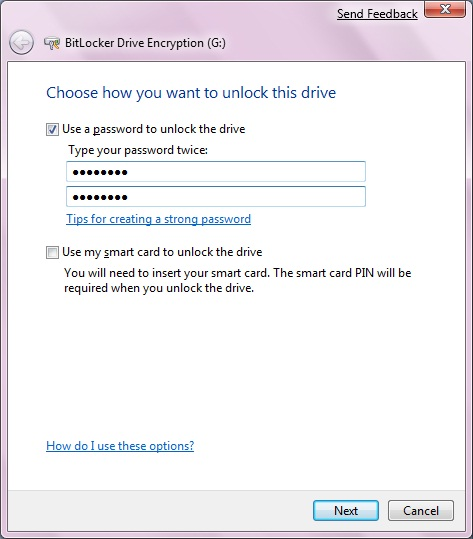 Send Feedback
BitLocker Drive Encryption (G:)
Choose how you want to unlock this drive
Use a password to unlock the drive
Type your password twice:
●●●●●●●●
●●●●●●●●
Tips for creating a strong password
Use my smart card to unlock the drive
You will need to insert your smart card. The smart card PIN will be
required when you unlock the drive.
How do I use these options?
Next
Cancel